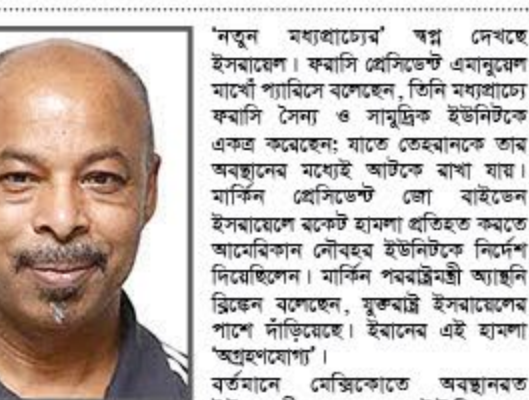 ‘নতুন মধ্যপ্রাচ্যের’ স্বপ্ন দেখছে
ইসরায়েল। ফরাসি প্রেসিডেন্ট এমানুয়েল
মাখোঁ প্যারিসে বলেছেন, তিনি মধ্যপ্রাচ্যে
ফরাসি সৈন্য ও সামুদ্রিক ইউনিটকে
একত্র করেছেন; যাতে তেহরানকে তার
অবস্থানের মধ্যেই আটকে রাখা যায়।
মার্কিন প্রেসিডেন্ট জো বাইডেন
ইসরায়েলে রকেট হামলা প্রতিহত করতে
আমেরিকান নৌবহর ইউনিটকে নির্দেশ
দিয়েছিলেন। মার্কিন পররাষ্ট্রমন্ত্রী অ্যান্থনি
ব্লিঙ্কেন বলেছেন, যুক্তরাষ্ট্র ইসরায়েলের
পাশে দাঁড়িয়েছে। ইরানের এই হামলা
‘অগ্রহণযোগ্য’।
বর্তমানে মেক্সিকোতে অবস্থানরত